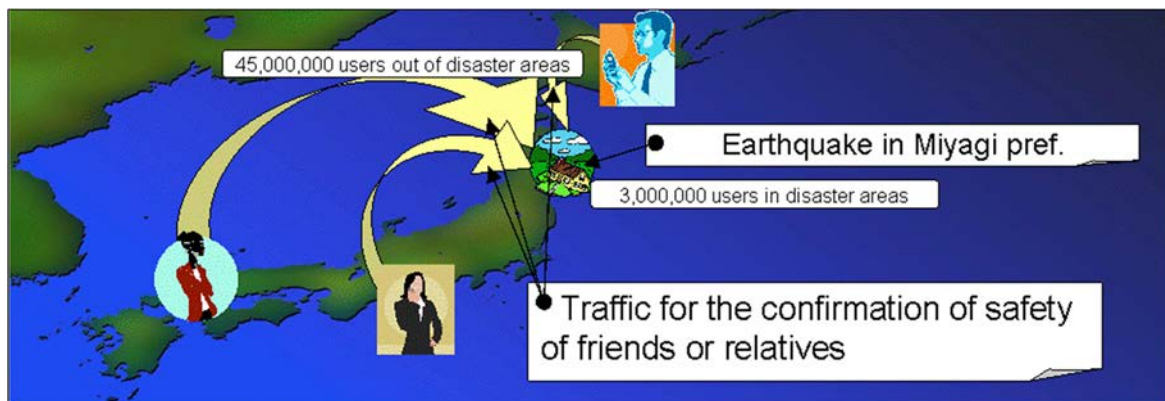 45,000,000 users out of disaster areas
Earthquake in Miyagi pref.
3,000,000 users in disaster areas
Traffic for the confirmation of safety
of friends or relatives